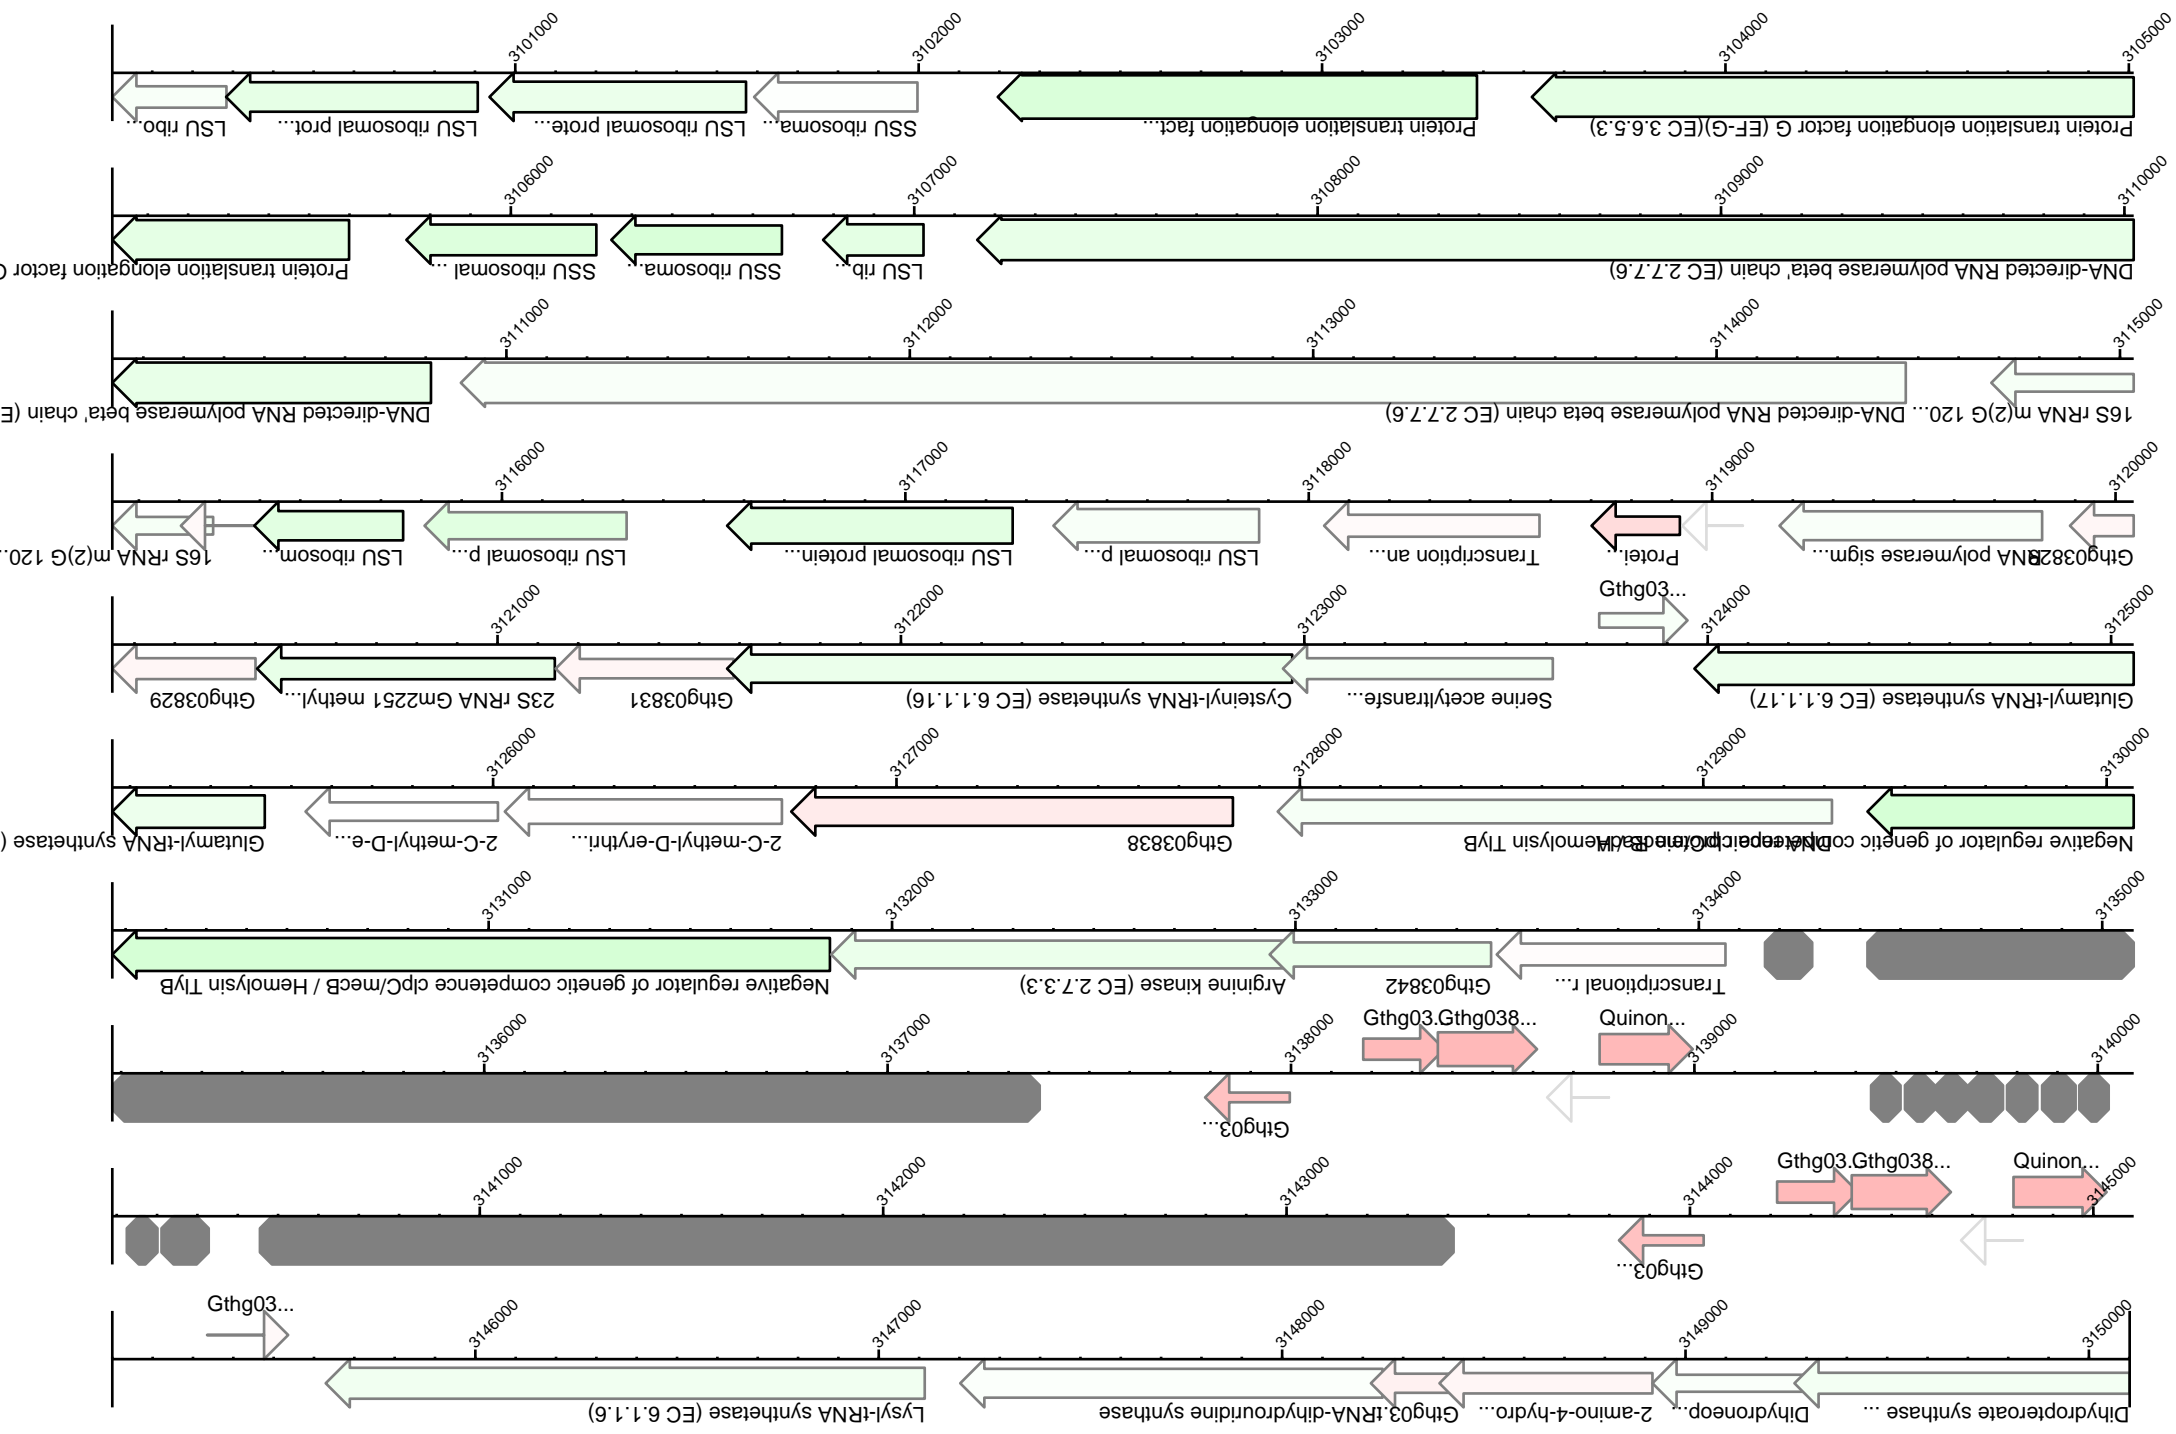 3101000 3102000 3103000 3104000 3105000
LSU ribo... LSU ribosomal prot... LSU ribosomal prote... SSU ribosoma... Protein translation elongation fact... Protein translation elongation factor G (EF-G)(EC 3.6.5.3)
3106000 3107000 3108000 3109000 3110000
Protein translation elongation factor G SSU ribosomal ... SSU ribosoma... LSU rib... DNA-directed RNA polymerase beta' chain (EC 2.7.7.6)
3111000 3112000 3113000 3114000 3115000
DNA-directed RNA polymerase beta' chain (E DNA-directed RNA polymerase beta chain (EC 2.7.7.6) 16S rRNA m(2)G 120...
3116000 3117000 3118000 3119000 3120000
16S rRNA m(2)G 120... LSU ribosom... LSU ribosomal p... LSU ribosomal protein... LSU ribosomal p... Transcription an... Protei... RNA polymerase sigm... Gthg03829
Gthg03...
3121000 3122000 3123000 3124000 3125000
Gthg03829 23S rRNA Gm2251 methyl... Gthg03831 Cysteinyl-tRNA synthetase (EC 6.1.1.16) Serine acetyltransfe... Glutamyl-tRNA synthetase (EC 6.1.1.17)
3126000 3127000 3128000 3129000 3130000
Glutamyl-tRNA synthetase ( 2-C-methyl-D-e... 2-C-methyl-D-erythri... Gthg03838 DNA repair protein RadA Negative regulator of genetic competence clpC/mecB / Hemolysin TlyB
3131000 3132000 3133000 3134000 3135000
Negative regulator of genetic competence clpC/mecB / Hemolysin TlyB Arginine kinase (EC 2.7.3.3) Gthg03842 Transcriptional r...
Gthg03... Gthg038... Quinon...
3136000 3137000 3138000 3139000 3140000
Gthg03...
Gthg03... Gthg038... Quinon...
3141000 3142000 3143000 3144000 3145000
Gthg03...
Gthg03...
3146000 3147000 3148000 3149000 3150000
Lysyl-tRNA synthetase (EC 6.1.1.6) tRNA-dihydrouridine synthase Gthg03... 2-amino-4-hydro... Dihydroneop... Dihydropteroate synthase ...